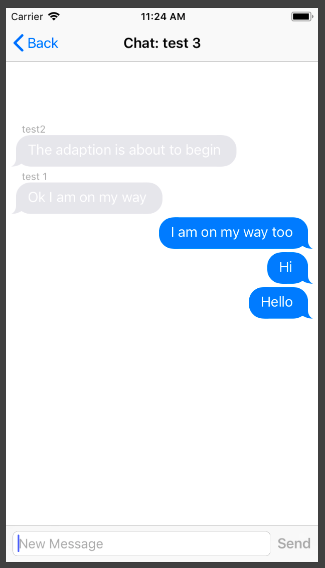 Carrier 11:24 AM
Back Chat: test 3
test2
The adaption is about to begin
test 1
Ok I am on my way
I am on my way too
Hi
Hello
New Message Send